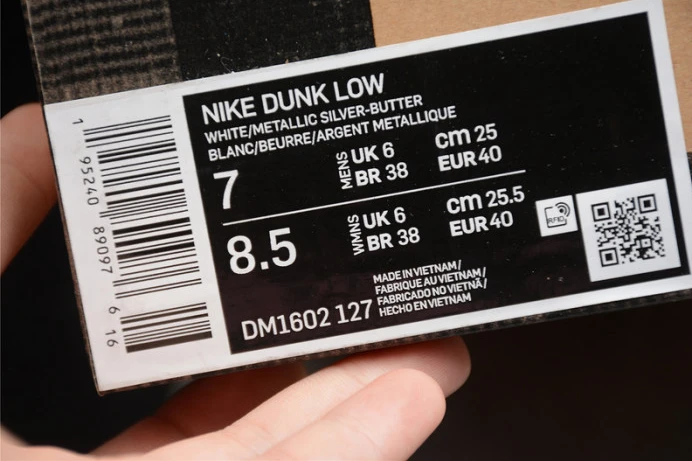 NIKE DUNK LOW
WHITE/METALLIC SILVER-BUTTER
BLANC/BEURRE/ARGENT METALLIQUE
7 MENS UK 6 cm 25
BR 38 EUR 40
8.5 WMNS UK 6 cm 25.5
BR 38 EUR 40
RFID
DM1602 127
MADE IN VIETNAM/
FABRIQUE AU VIETNAM/
FABRICADO NO VIETNÃ/
HECHO EN VIETNAM
1 95240 89097 6 16